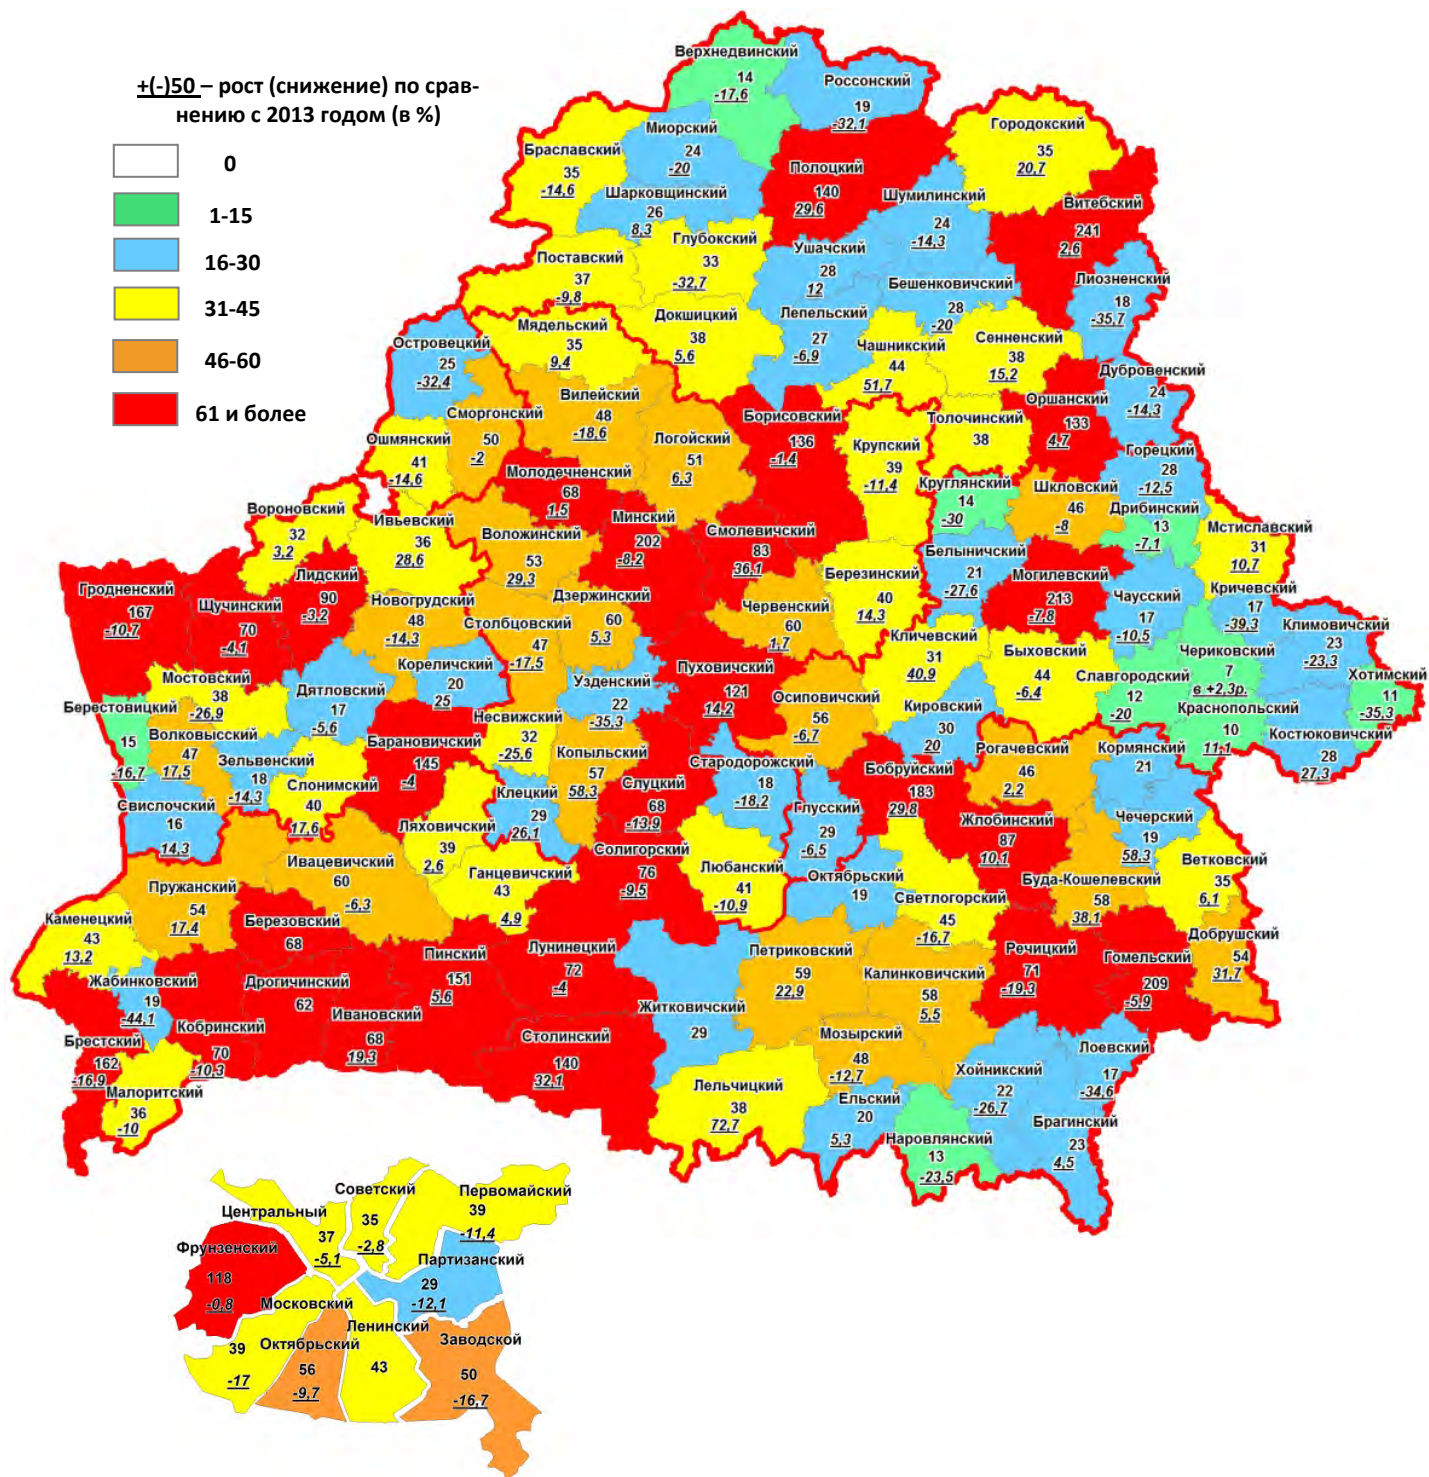 +(-)50 – рост (снижение) по срав-
нению с 2013 годом (в %)
0
1-15
16-30
31-45
46-60
61 и более
Верхнедвинский
14
-17,6
Россонский
19
-32,1
Миорский
24
-20
Браславский
35
-14,6
Городокский
35
20,7
Полоцкий
140
29,6
Шарковщинский
26
8,3
Шумилинский
24
-14,3
Витебский
241
2,6
Глубокский
33
-32,7
Поставский
37
-9,8
Ушачский
28
12
Бешенковичский
28
-20
Лиозненский
18
-35,7
Докшицкий
38
5,6
Лепельский
27
-6,9
Чашникский
44
51,7
Сенненский
38
15,2
Мядельский
35
9,4
Островецкий
25
-32,4
Дубровенский
24
-14,3
Оршанский
133
4,7
Вилейский
48
-18,6
Сморгонский
50
-2
Логойский
51
6,3
Борисовский
136
-1,4
Толочинский
38
Крупский
39
-11,4
Ошмянский
41
-14,6
Горецкий
28
-12,5
Молодечненский
68
1,5
Круглянский
14
-30
Шкловский
46
-8
Дрибинский
13
-7,1
Мстиславский
31
10,7
Вороновский
32
3,2
Ивьевский
36
28,6
Воложинский
53
29,3
Минский
202
-8,2
Смолевичский
83
36,1
Белыничский
21
-27,6
Могилевский
213
-7,8
Чаусский
17
-10,5
Кричевский
17
-39,3
Климовичский
23
-23,3
Гродненский
167
-10,7
Щучинский
70
-4,1
Лидский
90
-3,2
Новогрудский
48
-14,3
Столбцовский
47
-17,5
Дзержинский
60
5,3
Червенский
60
1,7
Березинский
40
14,3
Кличевский
31
40,9
Быховский
44
-6,4
Славгородский
12
-20
Чериковский
7
в +2,3р.
Хотимский
11
-35,3
Краснопольский
10
11,1
Костюковичский
28
27,3
Мостовский
38
-26,9
Дятловский
17
-5,6
Кореличский
20
25
Узденский
22
-35,3
Пуховичский
121
14,2
Осиповичский
56
-6,7
Кировский
30
20
Берестовицкий
15
-16,7
Волковысский
47
17,5
Зельвенский
18
-14,3
Слонимский
40
17,6
Барановичский
145
-4
Несвижский
32
-25,6
Копыльский
57
58,3
Клецкий
29
26,1
Слуцкий
68
-13,9
Стародорожский
18
-18,2
Глусский
29
-6,5
Бобруйский
183
29,8
Рогачевский
46
2,2
Кормянский
21
Свислочский
16
14,3
Ляховичский
39
2,6
Жлобинский
87
10,1
Чечерский
19
58,3
Ветковский
35
6,1
Ивацевичский
60
-6,3
Ганцевичский
43
4,9
Солигорский
76
-9,5
Любанский
41
-10,9
Октябрьский
19
Светлогорский
45
-16,7
Буда-Кошелевский
58
38,1
Пружанский
54
17,4
Каменецкий
43
13,2
Березовский
68
Добрушский
54
31,7
Жабинковский
19
-44,1
Дрогичинский
62
Пинский
151
5,6
Лунинецкий
72
-4
Петриковский
59
22,9
Калинковичский
58
5,5
Речицкий
71
-19,3
Гомельский
209
-5,9
Брестский
162
-16,9
Кобринский
70
-10,3
Ивановский
68
19,3
Столинский
140
32,1
Житковичский
29
Мозырский
48
-12,7
Малоритский
36
-10
Лельчицкий
38
72,7
Ельский
20
5,3
Хойникский
22
-26,7
Лоевский
17
-34,6
Наровлянский
13
-23,5
Брагинский
23
4,5
Советский
35
-2,8
Первомайский
39
-11,4
Центральный
37
-5,1
Фрунзенский
118
-0,8
Партизанский
29
-12,1
Московский
39
-17
Октябрьский
56
-9,7
Ленинский
43
Заводской
50
-16,7